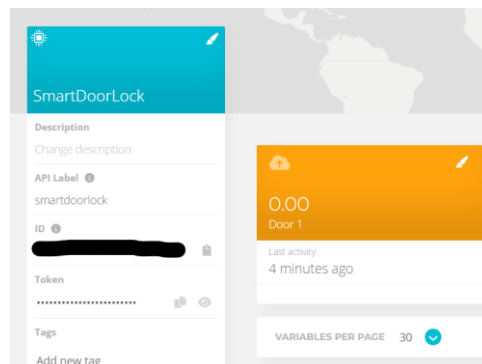 SmartDoorLock
Description
Change description
API Label
smartdoorlock
ID
Token
Tags
Add new tag
0.00
Door 1
Last activity:
4 minutes ago
VARIABLES PER PAGE 30